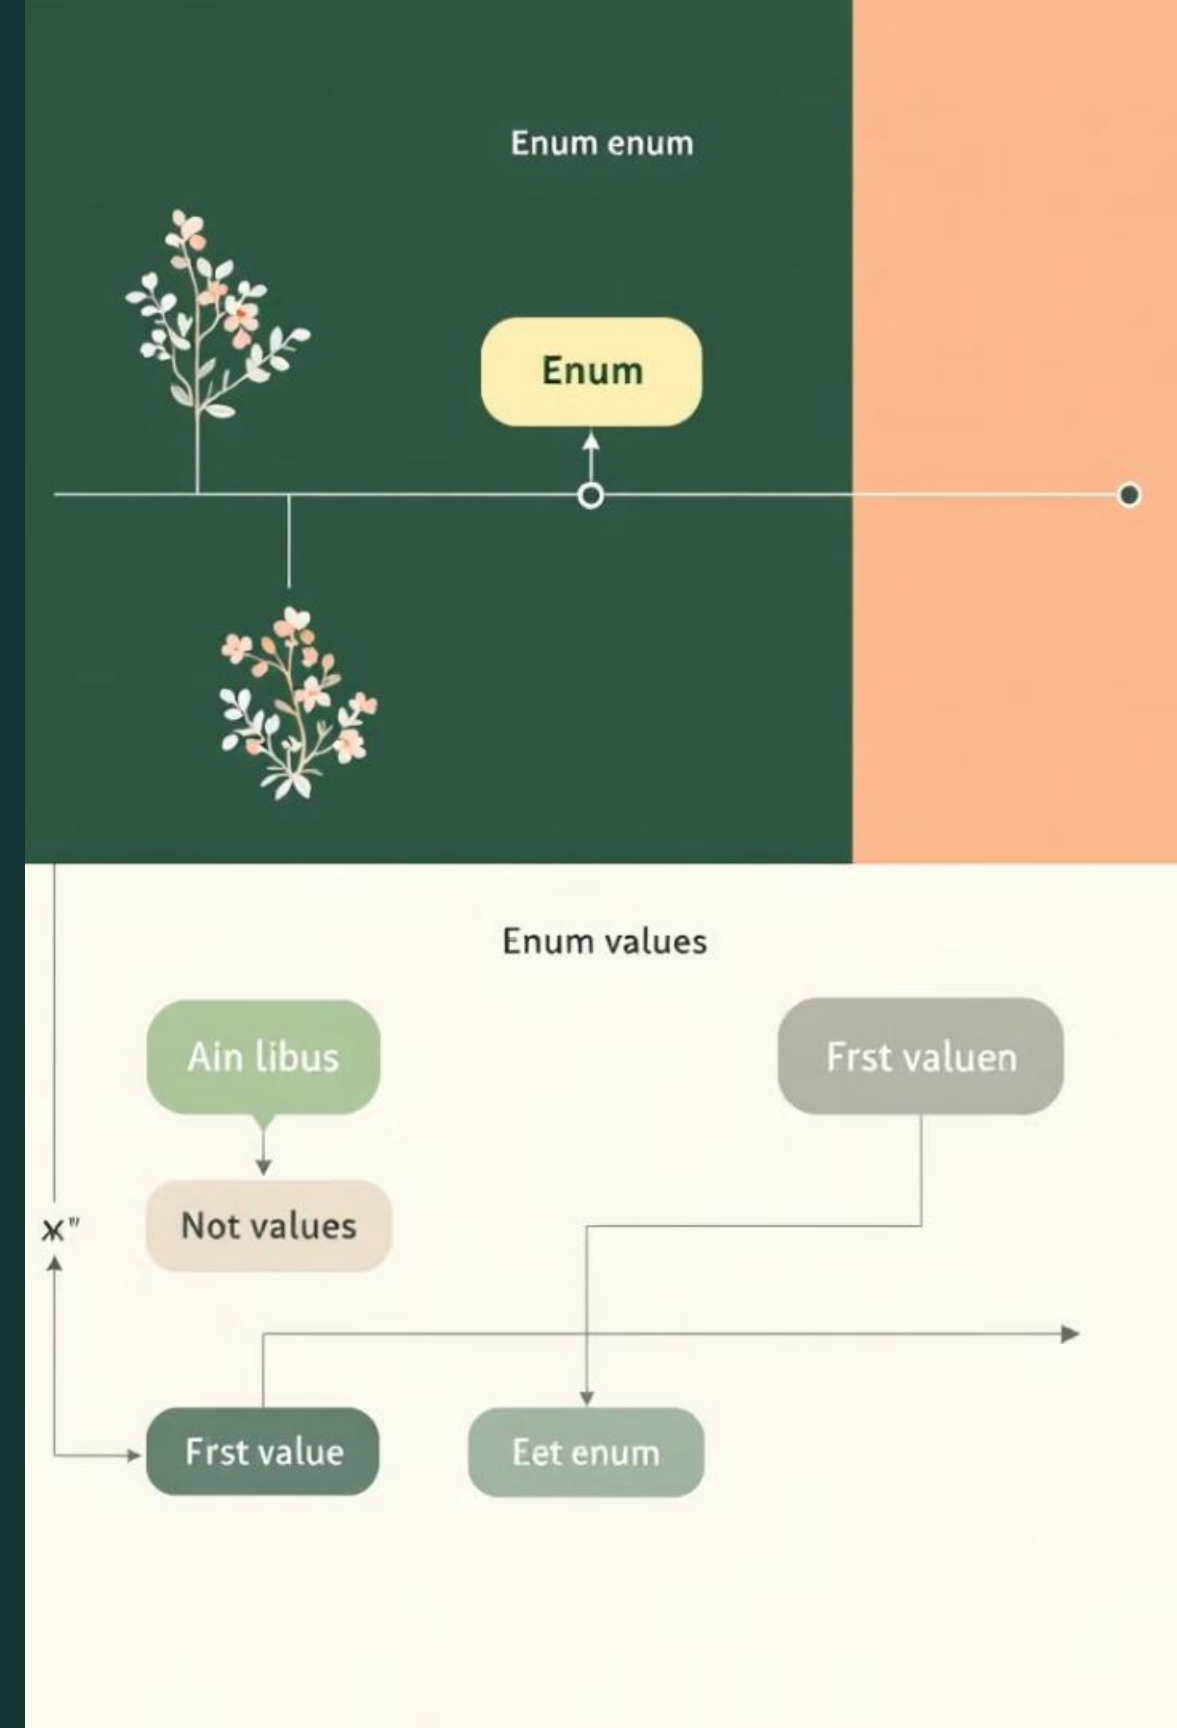 Enum enum
Enum
Enum values
Ain libus
Frst valuen
Not values
ж"
Frst value
Eet enum